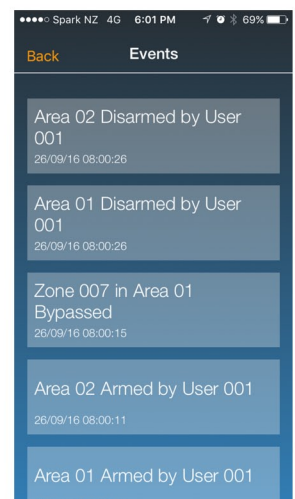 Spark NZ 4G 6:01 PM 69%
Back Events
Area 02 Disarmed by User
001
26/09/16 08:00:26
Area 01 Disarmed by User
001
26/09/16 08:00:26
Zone 007 in Area 01
Bypassed
26/09/16 08:00:15
Area 02 Armed by User 001
26/09/16 08:00:11
Area 01 Armed by User 001